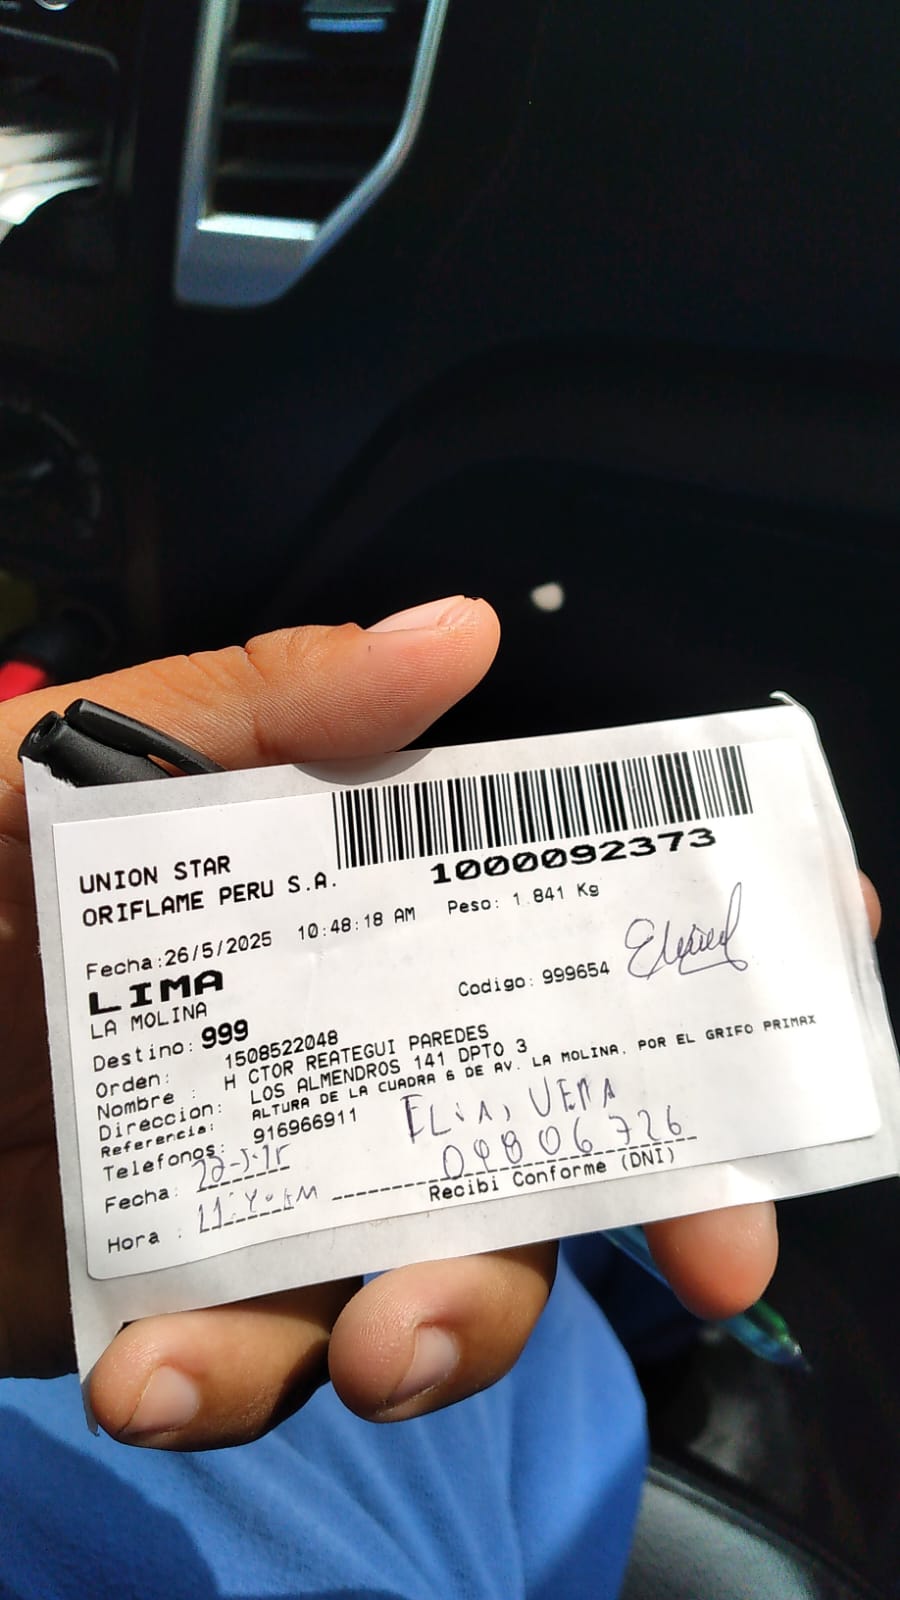 UNION STAR
ORIFLAME PERU S.A.
1000092373
Fecha:26/5/2025 10:48:18 AM Peso: 1.841 Kg
LIMA
LA MOLINA Codigo: 999654
Destino: 999
Orden: 1508522048
Nombre : H CTOR REATEGUI PAREDES
Direccion: LOS ALMENDROS 141 DPTO 3
Referencia: ALTURA DE LA CUADRA 6 DE AV. LA MOLINA. POR EL GRIFO PRIMAX
Telefonos: 916966911
Fecha:
Hora :
Recibi Conforme (DNI)